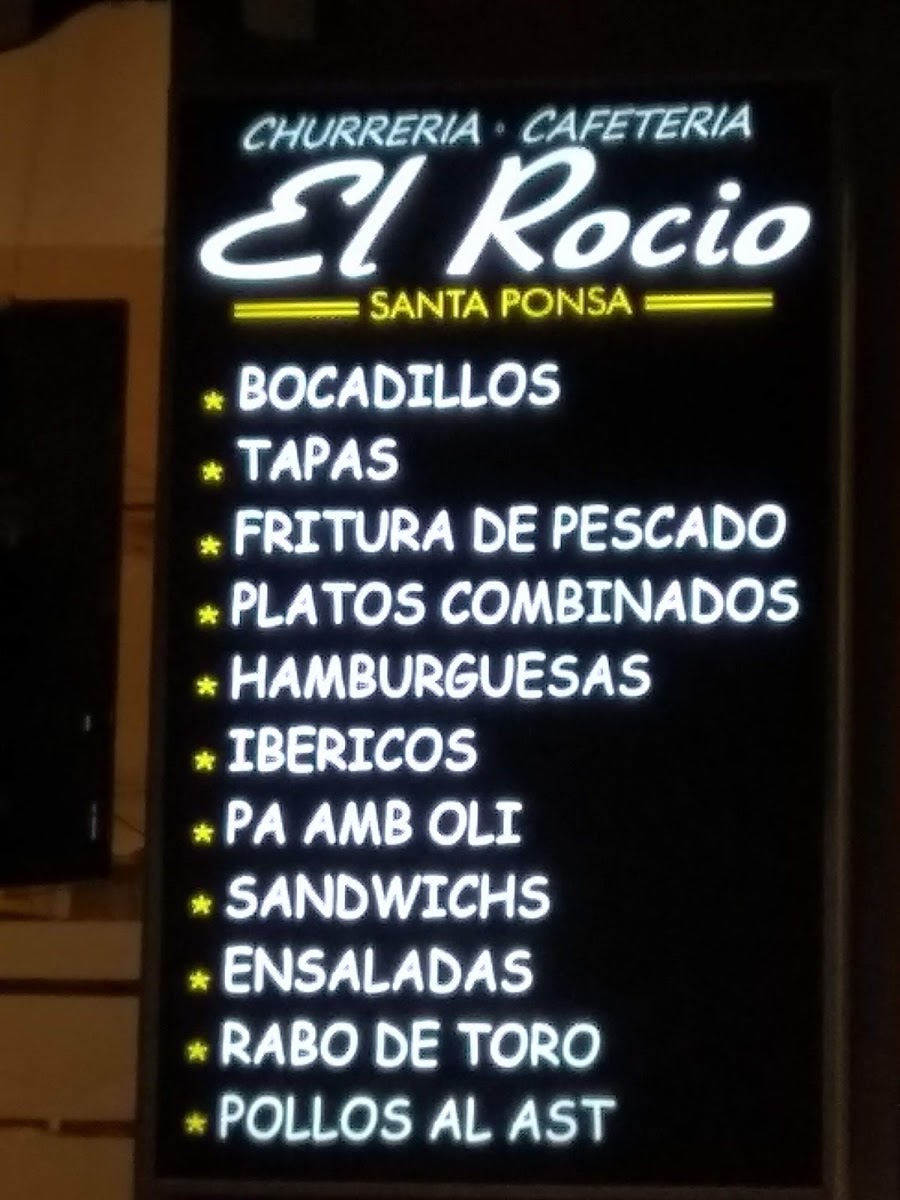 CHURRERIA · CAFETERIA
El Rocio
SANTA PONSA
* BOCADILLOS
* TAPAS
* FRITURA DE PESCADO
* PLATOS COMBINADOS
* HAMBURGUESAS
* IBERICOS
* PA AMB OLI
* SANDWICHS
* ENSALADAS
* RABO DE TORO
* POLLOS AL AST